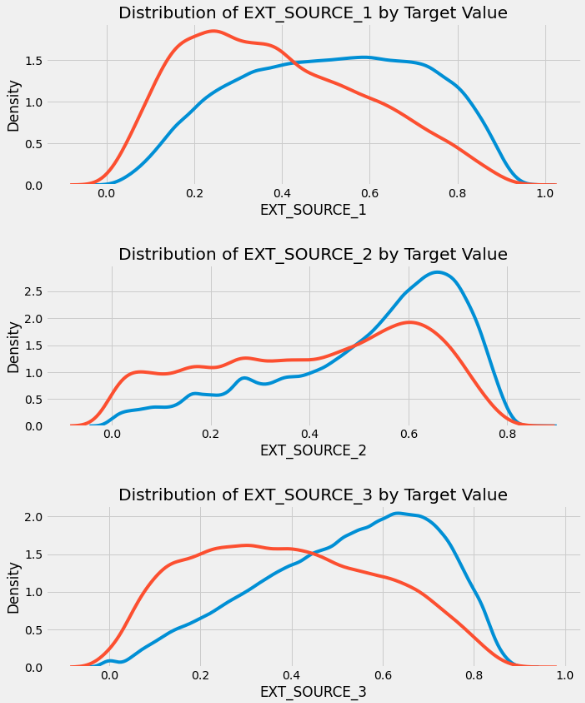 Distribution of EXT_SOURCE_1 by Target Value
1.5
1.0
0.5
0.0
Density
0.0 0.2 0.4 0.6 0.8 1.0
EXT_SOURCE_1
Distribution of EXT_SOURCE_2 by Target Value
2.5
2.0
1.5
1.0
0.5
0.0
Density
0.0 0.2 0.4 0.6 0.8
EXT_SOURCE_2
Distribution of EXT_SOURCE_3 by Target Value
2.0
1.5
1.0
0.5
0.0
Density
0.0 0.2 0.4 0.6 0.8 1.0
EXT_SOURCE_3